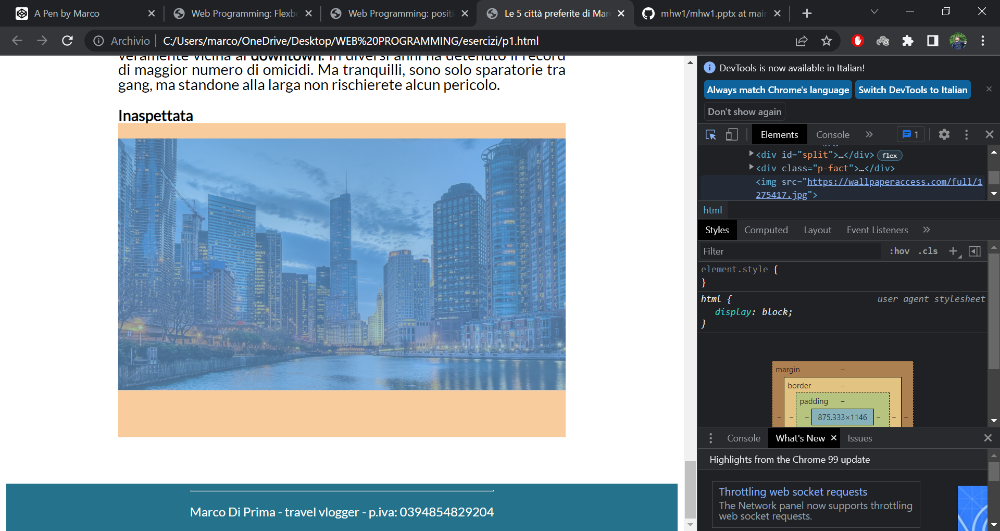 A Pen by Marco
Web Programming: Flexbo
Web Programming: positi
Le 5 città preferite di Mar
mhw1/mhw1.pptx at main
Archivio
C:/Users/marco/OneDrive/Desktop/WEB%20PROGRAMMING/esercizi/p1.html
veramente vicina al downtown. In diversi anni ha detenuto il record
di maggior numero di omicidi. Ma tranquilli, sono solo sparatorie tra
gang, ma standone alla larga non rischierete alcun pericolo.
Inaspettata
Marco Di Prima - travel vlogger - p.iva: 0394854829204
DevTools is now available in Italian!
Always match Chrome's language
Switch DevTools to Italian
Don't show again
Elements
Console
1
<div id="split">…</div> flex
<div class="p-fact">…</div>
<img src="https://wallpaperaccess.com/full/1
275417.jpg">
html
Styles
Computed
Layout
Event Listeners
Filter
:hov
.cls
element.style {
}
html {
user agent stylesheet
display: block;
}
margin –
border –
padding –
– – – 875.333×1146 – – –
Console
What's New
Issues
Highlights from the Chrome 99 update
Throttling web socket requests
The Network panel now supports throttling
web socket requests.